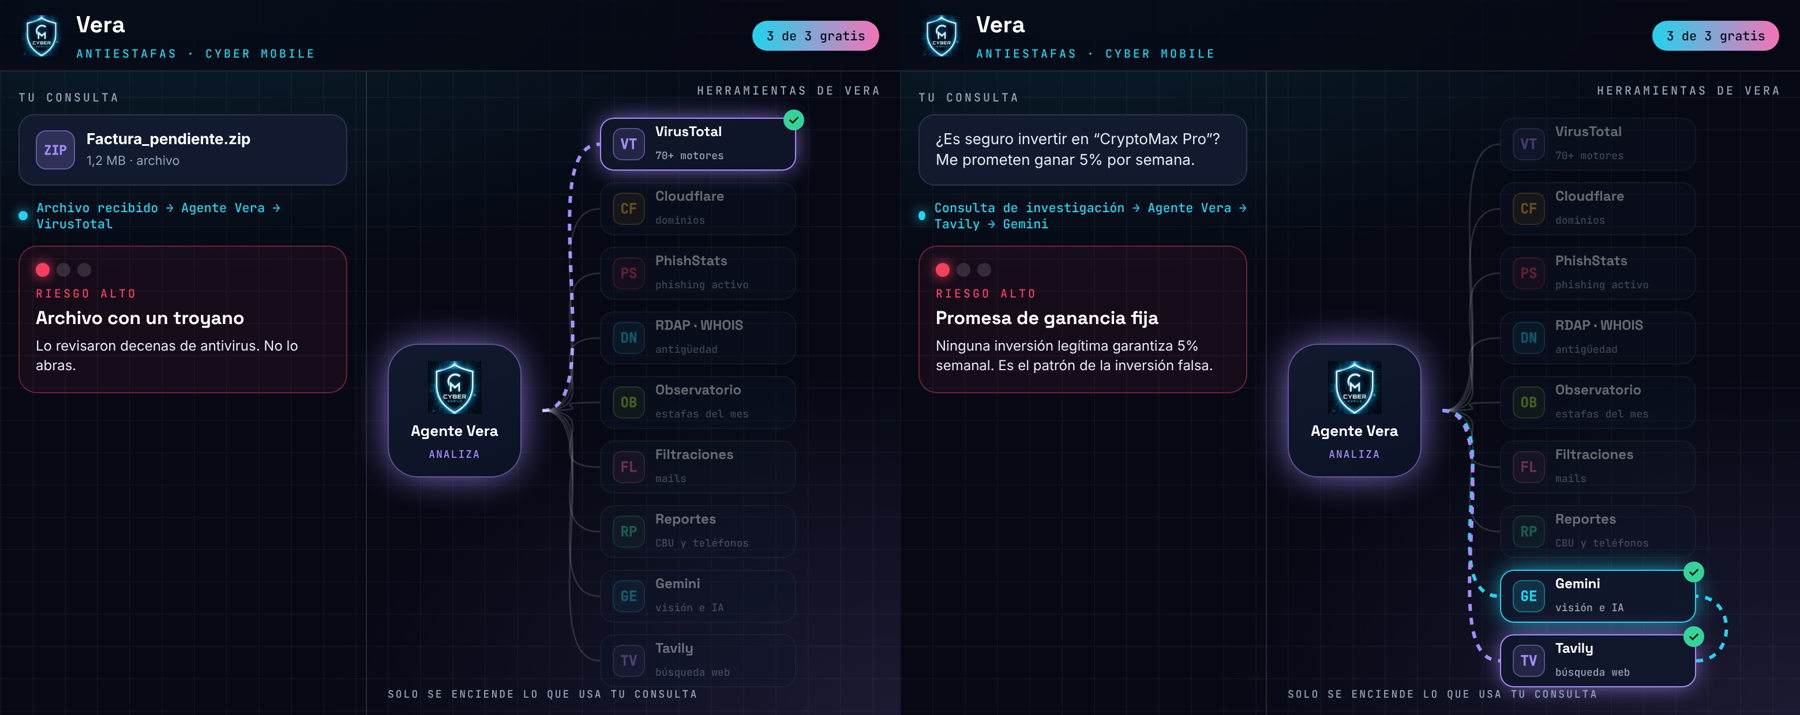 Vera
ANTIESTAFAS · CYBER MOBILE
3 de 3 gratis
TU CONSULTA
ZIP
Factura_pendiente.zip
1,2 MB · archivo
Archivo recibido → Agente Vera →
VirusTotal
RIESGO ALTO
Archivo con un troyano
Lo revisaron decenas de antivirus. No lo
abras.
CM
CYBER
MOBILE
Agente Vera
ANALIZA
HERRAMIENTAS DE VERA
VT
VirusTotal
70+ motores
CF
Cloudflare
dominios
PS
PhishStats
phishing activo
DN
RDAP · WHOIS
antigüedad
OB
Observatorio
estafas del mes
FL
Filtraciones
mails
RP
Reportes
CBU y teléfonos
GE
Gemini
visión e IA
TV
Tavily
búsqueda web
SOLO SE ENCIENDE LO QUE USA TU CONSULTA
Vera
ANTIESTAFAS · CYBER MOBILE
3 de 3 gratis
TU CONSULTA
¿Es seguro invertir en “CryptoMax Pro”?
Me prometen ganar 5% por semana.
Consulta de investigación → Agente Vera →
Tavily → Gemini
RIESGO ALTO
Promesa de ganancia fija
Ninguna inversión legítima garantiza 5%
semanal. Es el patrón de la inversión falsa.
CM
CYBER
MOBILE
Agente Vera
ANALIZA
HERRAMIENTAS DE VERA
VT
VirusTotal
70+ motores
CF
Cloudflare
dominios
PS
PhishStats
phishing activo
DN
RDAP · WHOIS
antigüedad
OB
Observatorio
estafas del mes
FL
Filtraciones
mails
RP
Reportes
CBU y teléfonos
GE
Gemini
visión e IA
TV
Tavily
búsqueda web
SOLO SE ENCIENDE LO QUE USA TU CONSULTA